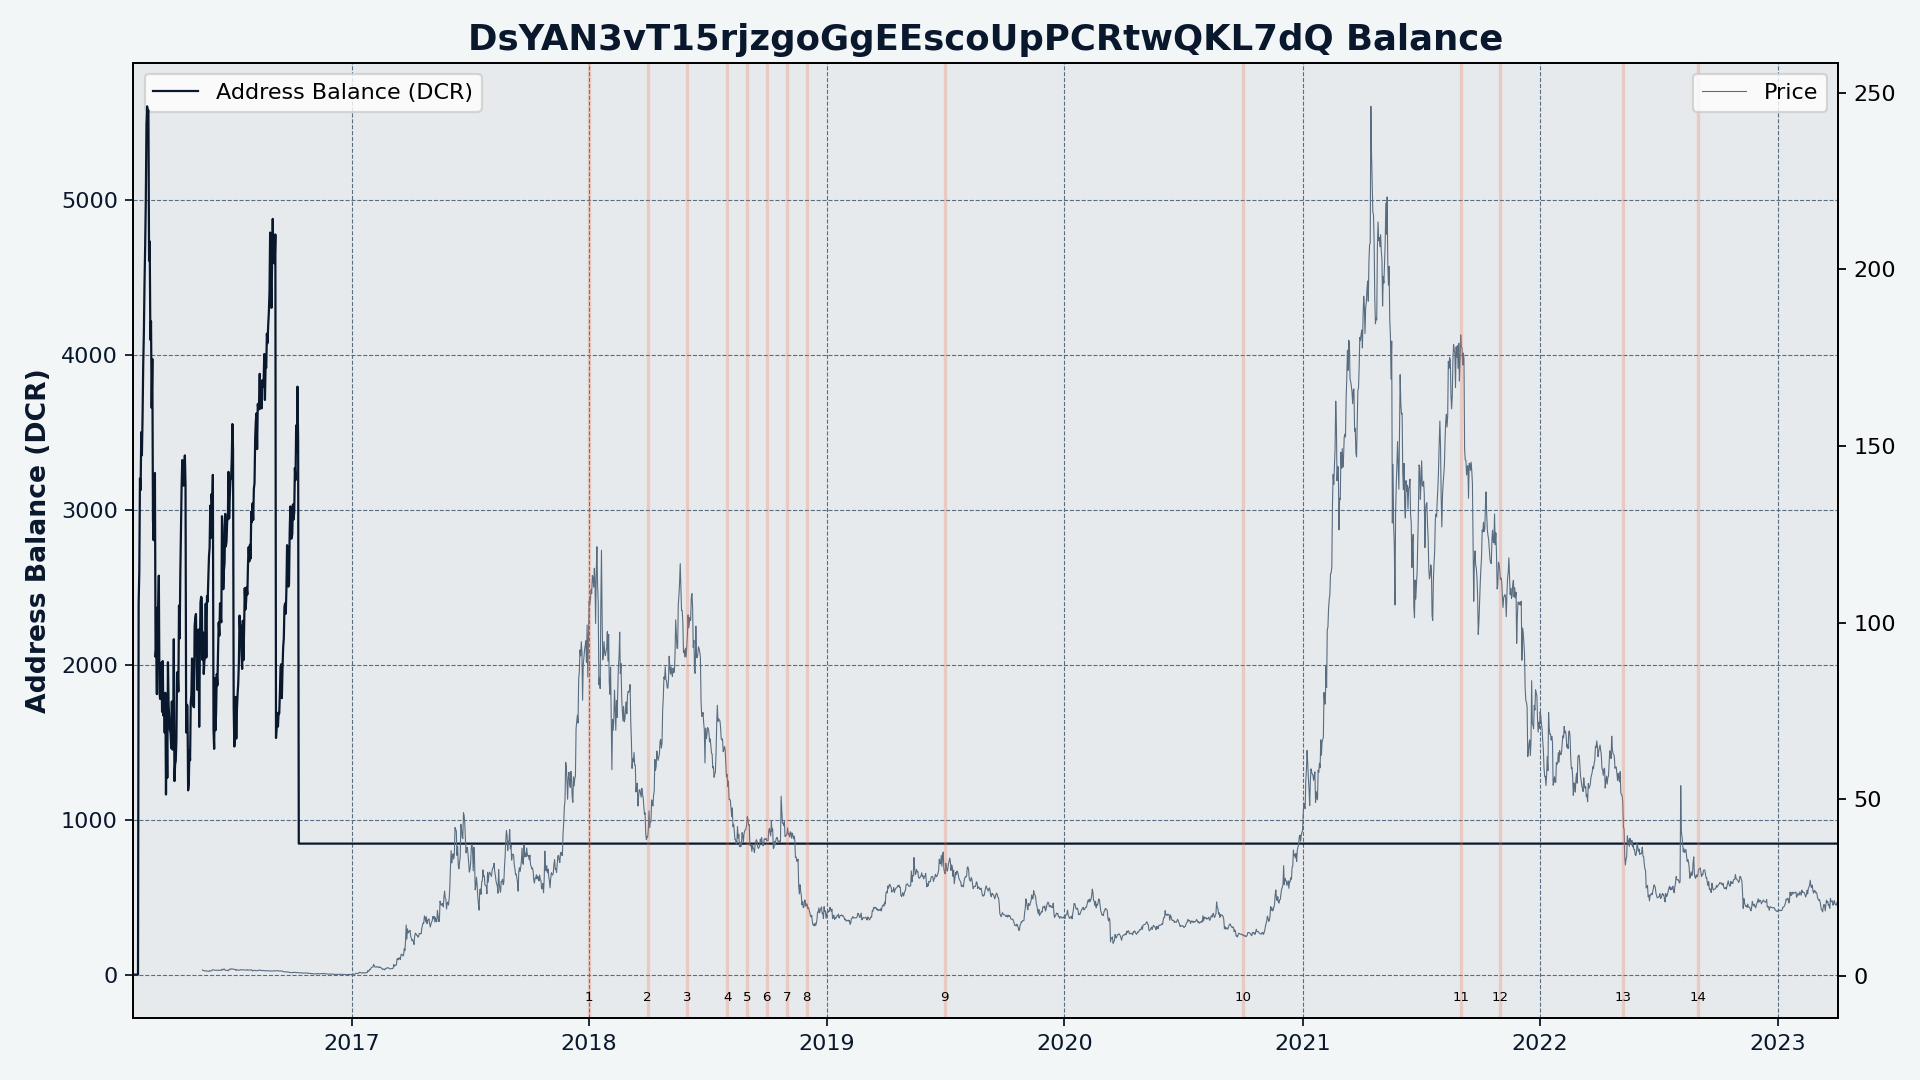 DsYAN3vT15rjzgoGgEEscoUpPCRtwQKL7dQ Balance
Address Balance (DCR)
Price
Address Balance (DCR)
5000
4000
3000
2000
1000
0
250
200
150
100
50
0
1 2 3 4 5 6 7 8 9 10 11 12 13 14
2017 2018 2019 2020 2021 2022 2023